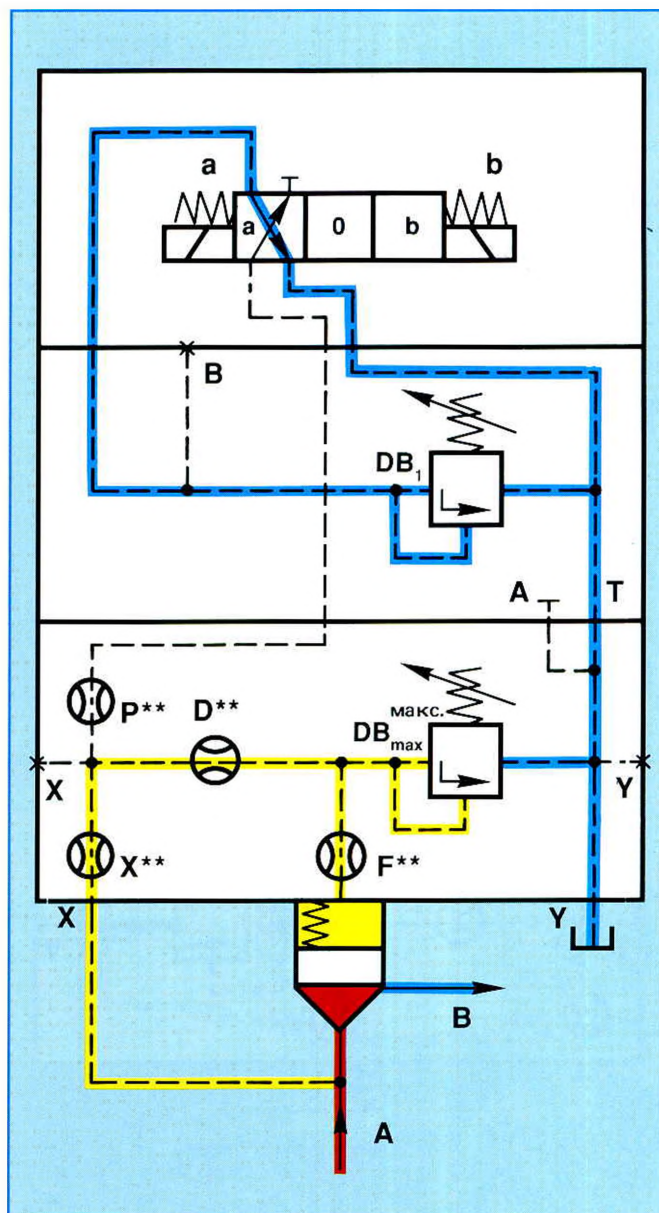 a b
a 0 b
B
DB1
A T
P** D** макс.
DBmax
X Y
X** F**
X Y
B
A